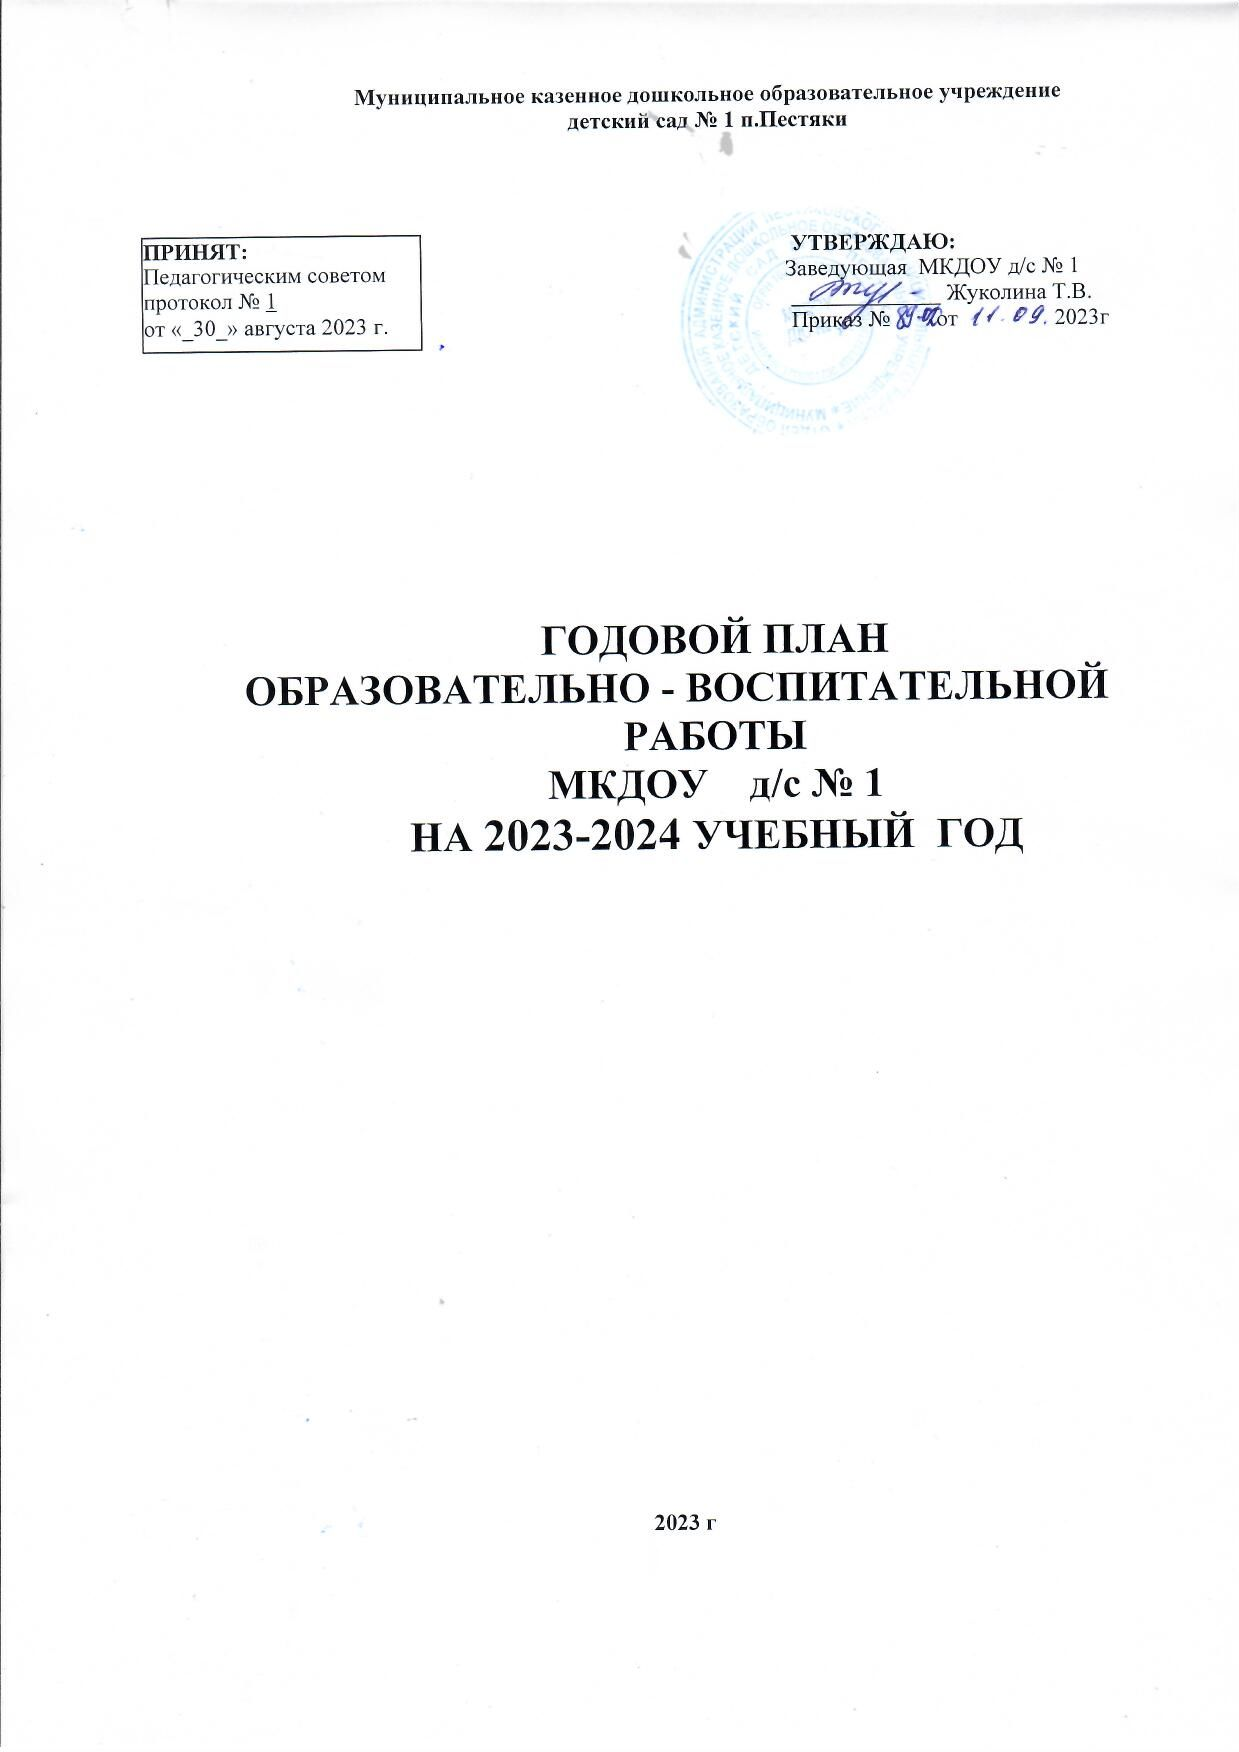 Муниципальное казенное дошкольное образовательное учреждение
детский сад № 1 п.Пестяки
ПРИНЯТ:
Педагогическим советом
протокол № 1
от «_30_» августа 2023 г.
УТВЕРЖДАЮ:
Заведующая МКДОУ д/с № 1
Жуколина Т.В.
Приказ № от 11.09. 2023г
ГОДОВОЙ ПЛАН
ОБРАЗОВАТЕЛЬНО - ВОСПИТАТЕЛЬНОЙ
РАБОТЫ
МКДОУ д/с № 1
НА 2023-2024 УЧЕБНЫЙ ГОД
2023 г